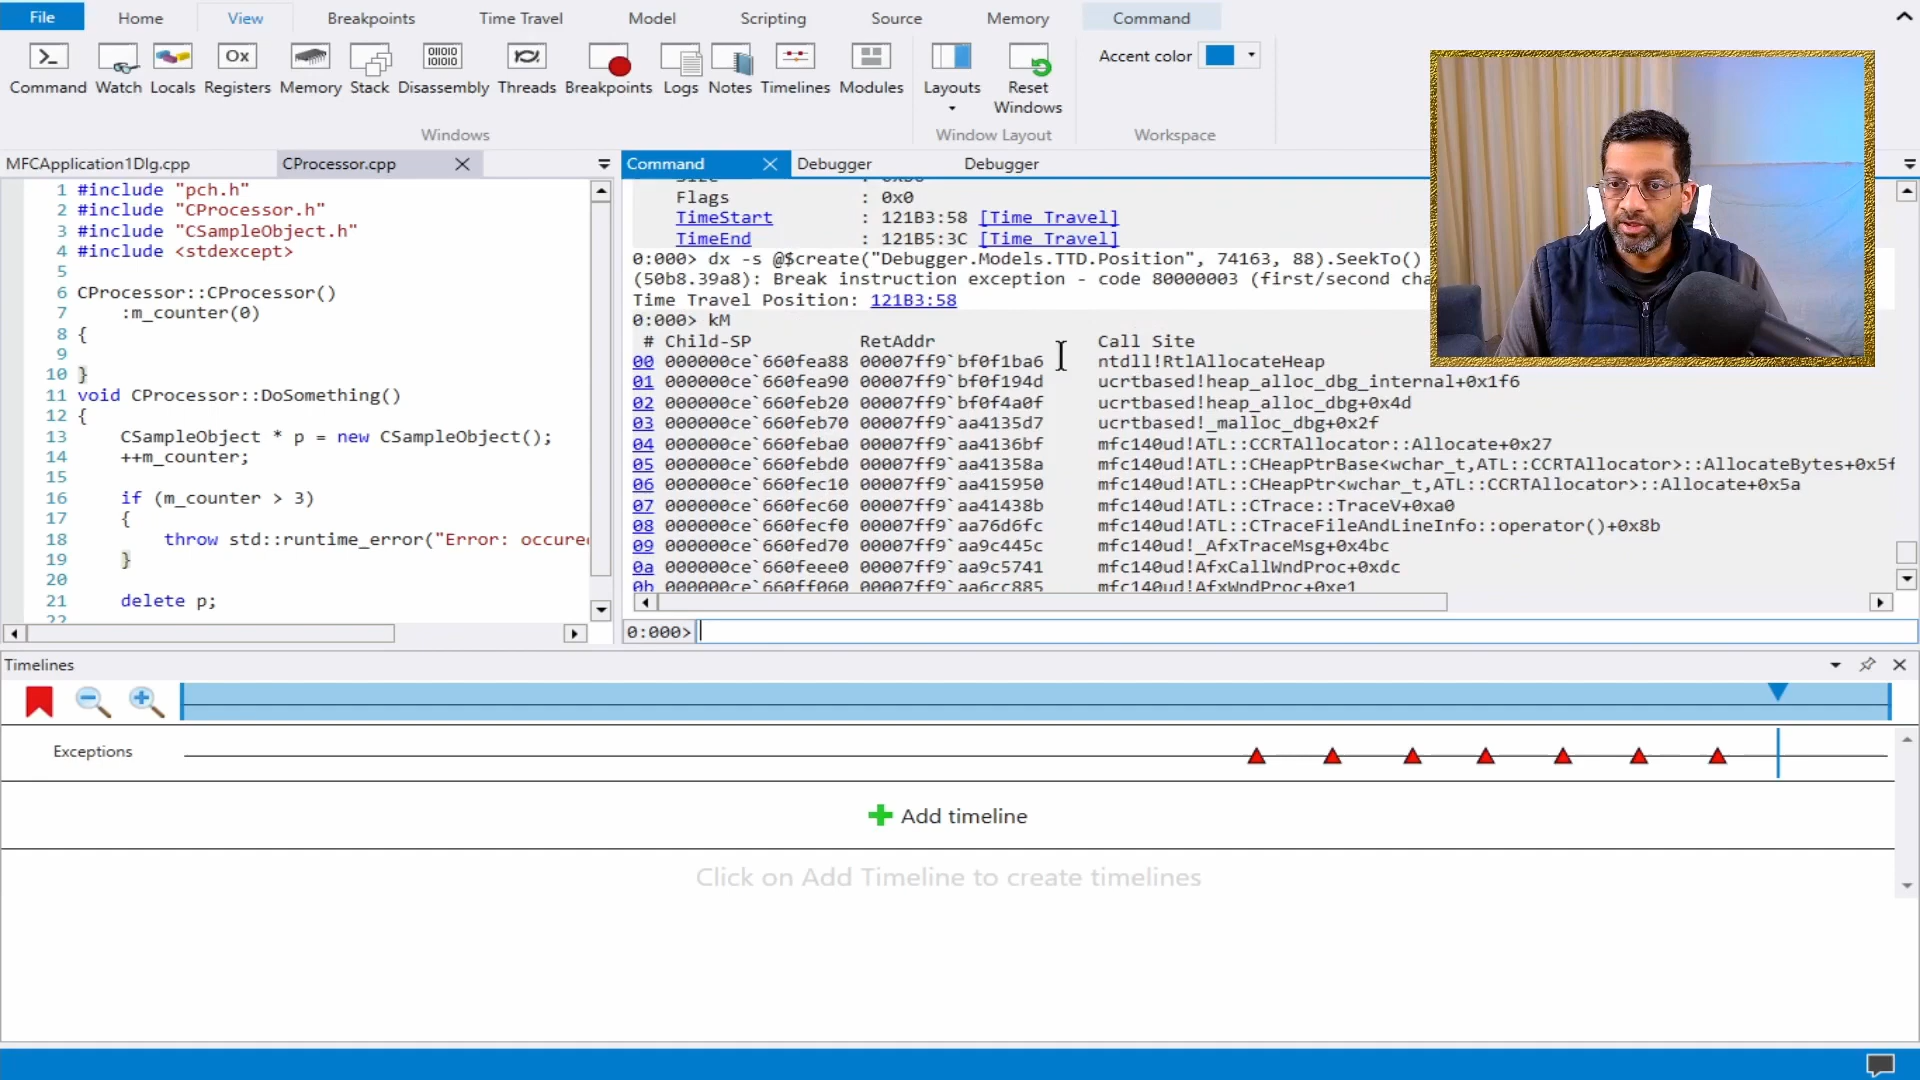 File Home View Breakpoints Time Travel Model Scripting Source Memory Command
Command Watch Locals Registers Memory Stack Disassembly Threads Breakpoints Logs Notes Timelines Modules Layouts Reset Windows Accent color
Windows Window Layout Workspace
MFCApplication1Dlg.cpp CProcessor.cpp
1 #include "pch.h"
2 #include "CProcessor.h"
3 #include "CSampleObject.h"
4 #include <stdexcept>
5
6 CProcessor::CProcessor()
7 :m_counter(0)
8 {
9
10 }
11 void CProcessor::DoSomething()
12 {
13 CSampleObject * p = new CSampleObject();
14 ++m_counter;
15
16 if (m_counter > 3)
17 {
18 throw std::runtime_error("Error: occured
19 }
20
21 delete p;
22
Command Debugger Debugger
Flags : 0x0
TimeStart : 121B3:58 [Time Travel]
TimeEnd : 121B5:3C [Time Travel]
0:000> dx -s @$create("Debugger.Models.TTD.Position", 74163, 88).SeekTo()
(50b8.39a8): Break instruction exception - code 80000003 (first/second cha
Time Travel Position: 121B3:58
0:000> kM
# Child-SP RetAddr Call Site
00 000000ce`660fea88 00007ff9`bf0f1ba6 ntdll!RtlAllocateHeap
01 000000ce`660fea90 00007ff9`bf0f194d ucrtbased!heap_alloc_dbg_internal+0x1f6
02 000000ce`660feb20 00007ff9`bf0f4a0f ucrtbased!heap_alloc_dbg+0x4d
03 000000ce`660feb70 00007ff9`aa4135d7 ucrtbased!_malloc_dbg+0x2f
04 000000ce`660feba0 00007ff9`aa4136bf mfc140ud!ATL::CCRTAllocator::Allocate+0x27
05 000000ce`660febd0 00007ff9`aa41358a mfc140ud!ATL::CHeapPtrBase<wchar_t,ATL::CCRTAllocator>::AllocateBytes+0x5f
06 000000ce`660fec10 00007ff9`aa415950 mfc140ud!ATL::CHeapPtr<wchar_t,ATL::CCRTAllocator>::Allocate+0x5a
07 000000ce`660fec60 00007ff9`aa41438b mfc140ud!ATL::CTrace::TraceV+0xa0
08 000000ce`660fecf0 00007ff9`aa76d6fc mfc140ud!ATL::CTraceFileAndLineInfo::operator()+0x8b
09 000000ce`660fed70 00007ff9`aa9c445c mfc140ud!_AfxTraceMsg+0x4bc
0a 000000ce`660feee0 00007ff9`aa9c5741 mfc140ud!AfxCallWndProc+0xdc
0b 000000ce`660ff060 00007ff9`aa6cc885 mfc140ud!AfxWndProc+0xe1
0:000>
Timelines
Exceptions
Add timeline
Click on Add Timeline to create timelines